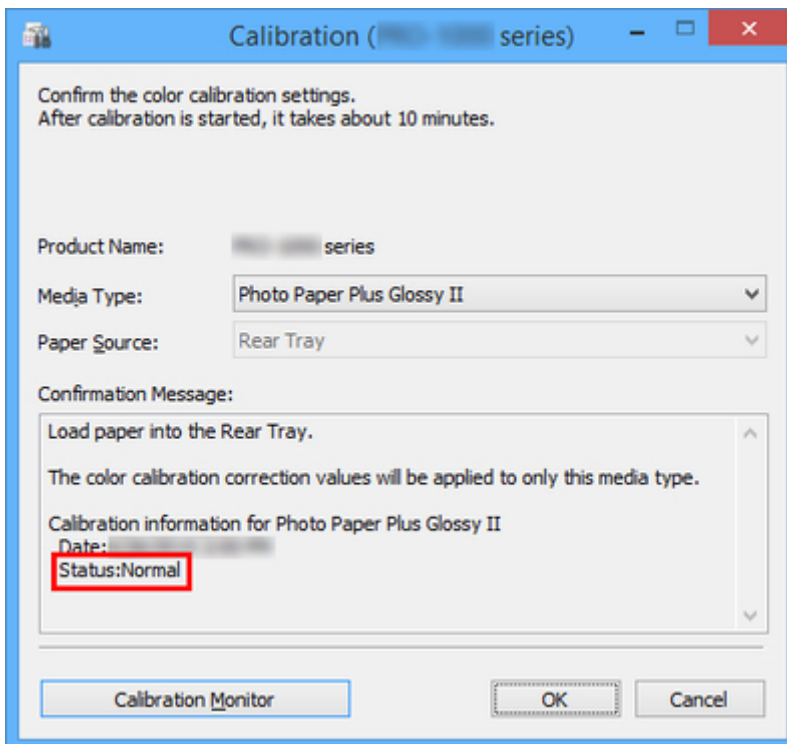 Calibration ( series)
Confirm the color calibration settings.
After calibration is started, it takes about 10 minutes.
Product Name: series
Media Type: Photo Paper Plus Glossy II
Paper Source: Rear Tray
Confirmation Message:
Load paper into the Rear Tray.
The color calibration correction values will be applied to only this media type.
Calibration information for Photo Paper Plus Glossy II
Date:
Status:Normal
Calibration Monitor OK Cancel